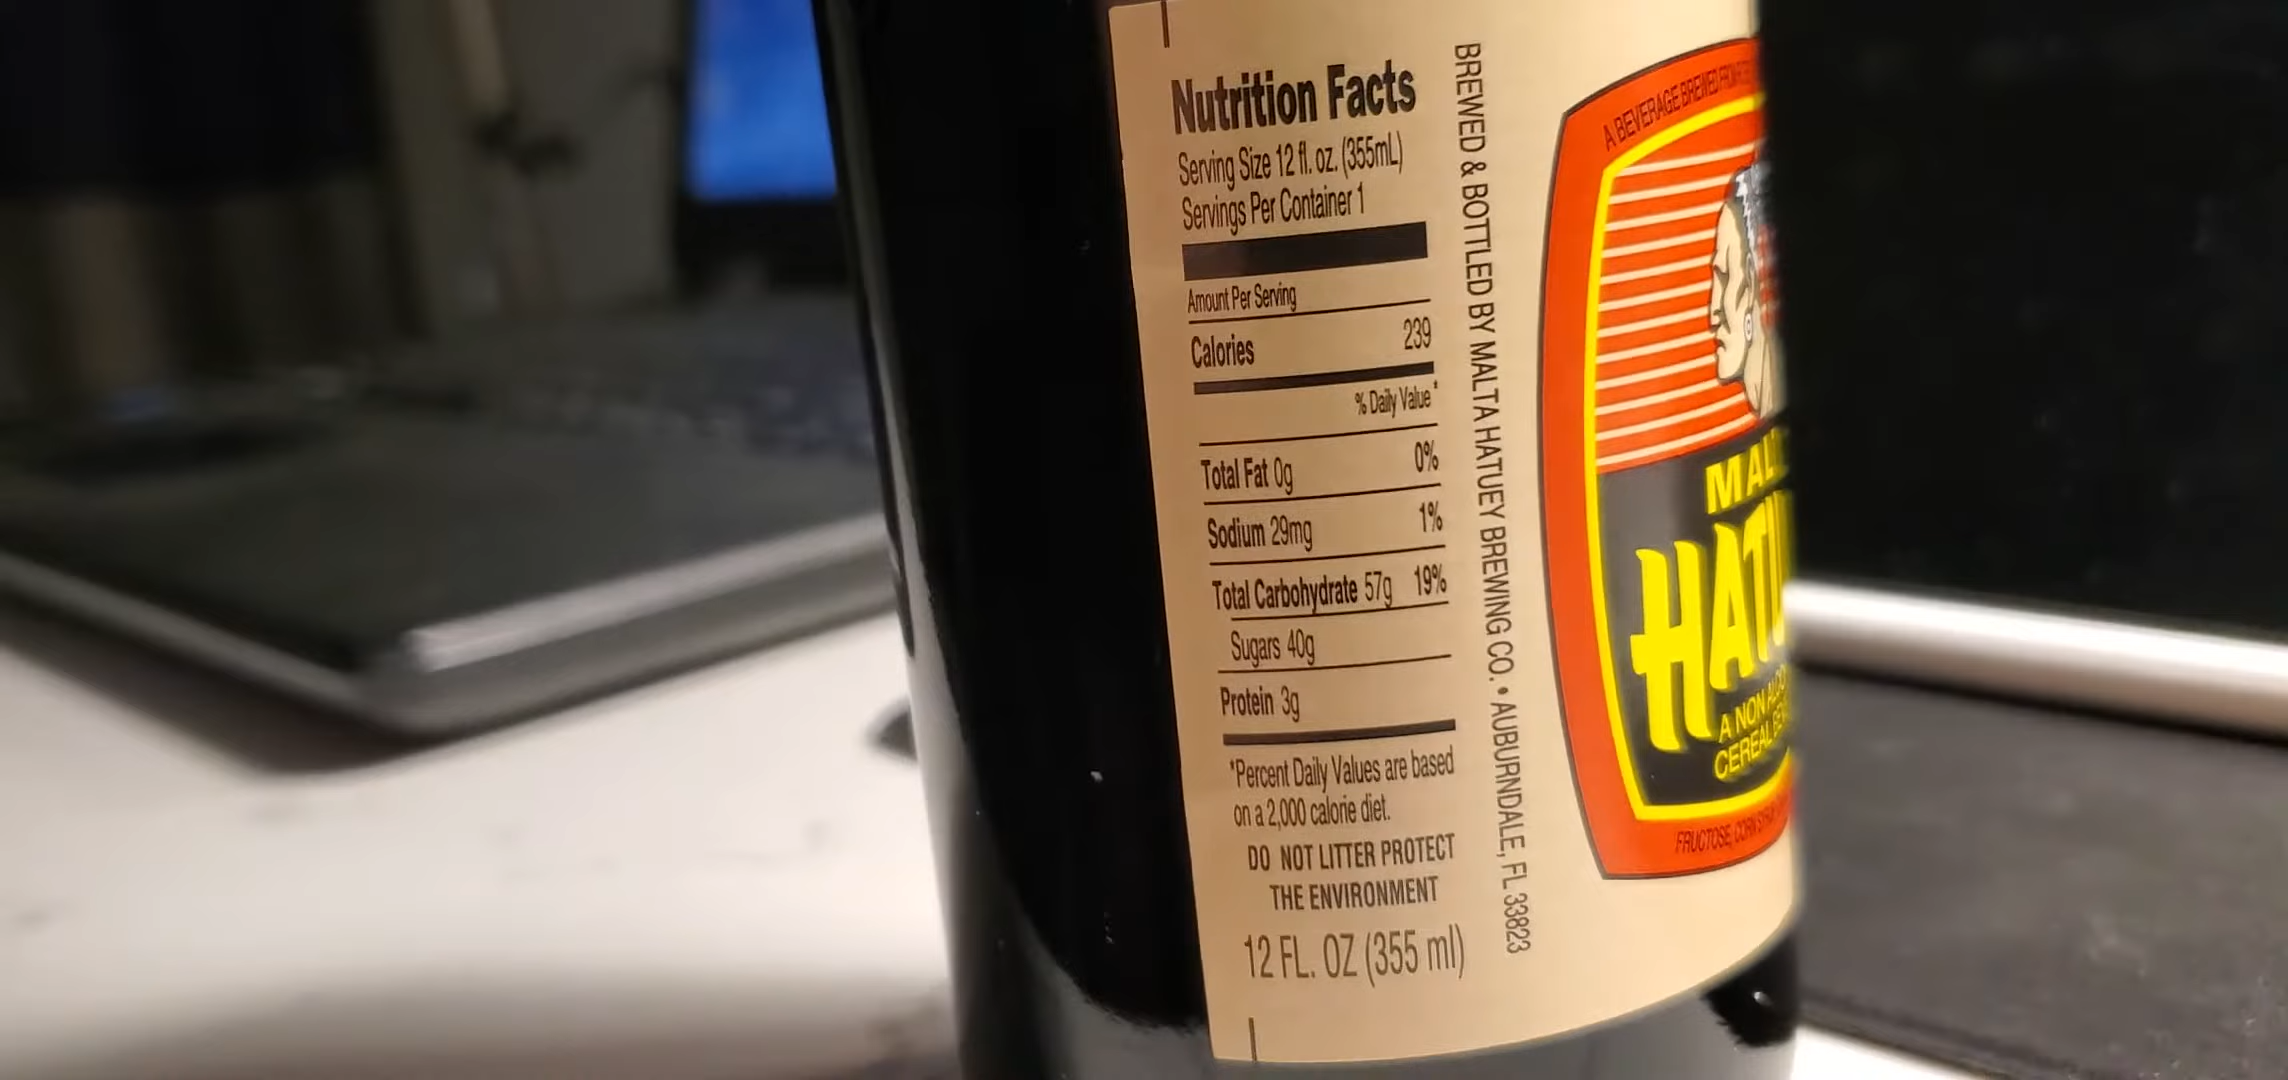 Nutrition Facts
Serving Size 12 fl. oz. (355mL)
Servings Per Container 1
Amount Per Serving
Calories 239
% Daily Value*
Total Fat 0g 0%
Sodium 29mg 1%
Total Carbohydrate 57g 19%
Sugars 40g
Protein 3g
*Percent Daily Values are based
on a 2,000 calorie diet.
DO NOT LITTER PROTECT
THE ENVIRONMENT
12 FL. OZ (355 ml)
BREWED & BOTTLED BY MALTA HATUEY BREWING CO. • AUBURNDALE, FL 33823
A BEVERAGE BREWED FROM
A NON
CEREAL
FRUCTOSE, CORN